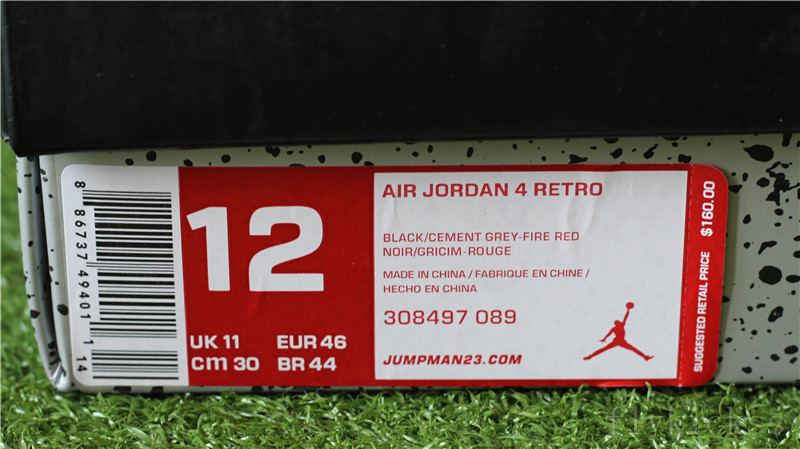 8 86737 49401 1 14
12
UK 11 EUR 46
cm 30 BR 44
AIR JORDAN 4 RETRO
BLACK/CEMENT GREY-FIRE RED
NOIR/GRICIM-ROUGE
MADE IN CHINA / FABRIQUE EN CHINE /
HECHO EN CHINA
308497 089
JUMPMAN23.COM
SUGGESTED RETAIL PRICE $160.00